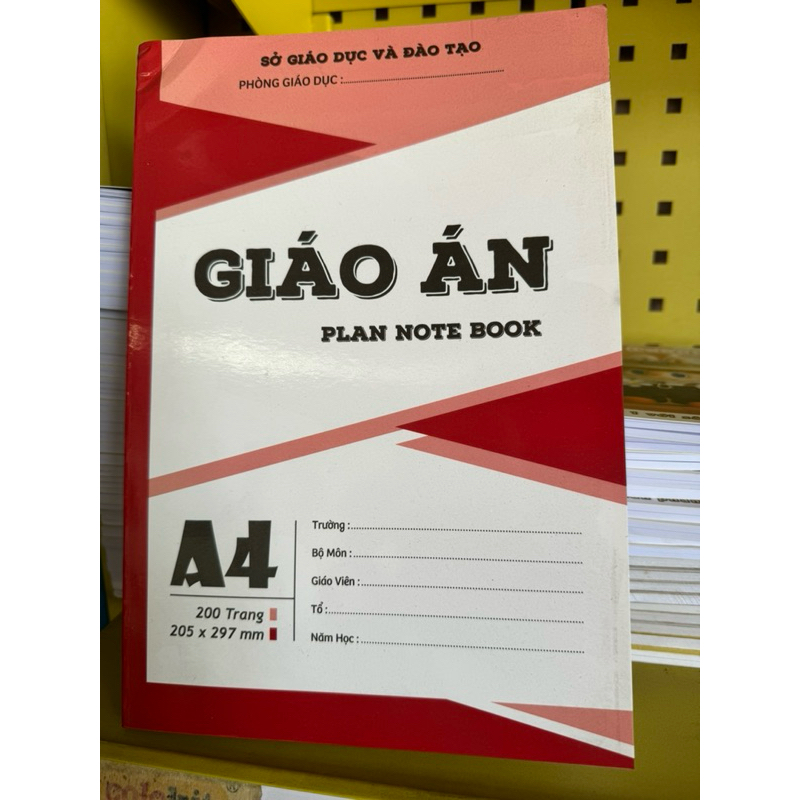 SỞ GIÁO DỤC VÀ ĐÀO TẠO
PHÒNG GIÁO DỤC :
GIÁO ÁN
PLAN NOTE BOOK
A4
200 Trang
205 x 297 mm
Trường :
Bộ Môn :
Giáo Viên :
Tổ :
Năm Học :